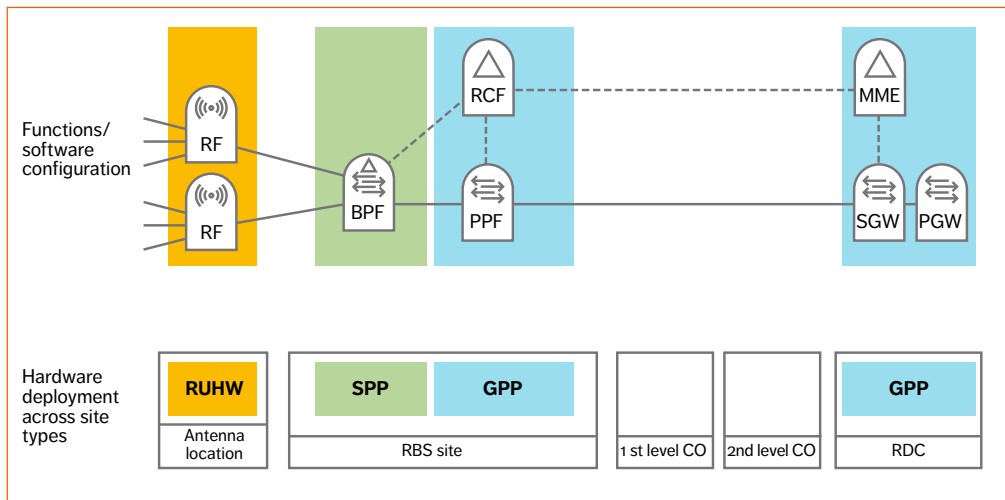 Functions/
software
configuration
RF
RF
BPF
RCF
PPF
MME
SGW
PGW
Hardware
deployment
across site
types
RUHW
Antenna
location
SPP
GPP
RBS site
1 st level CO
2nd level CO
GPP
RDC